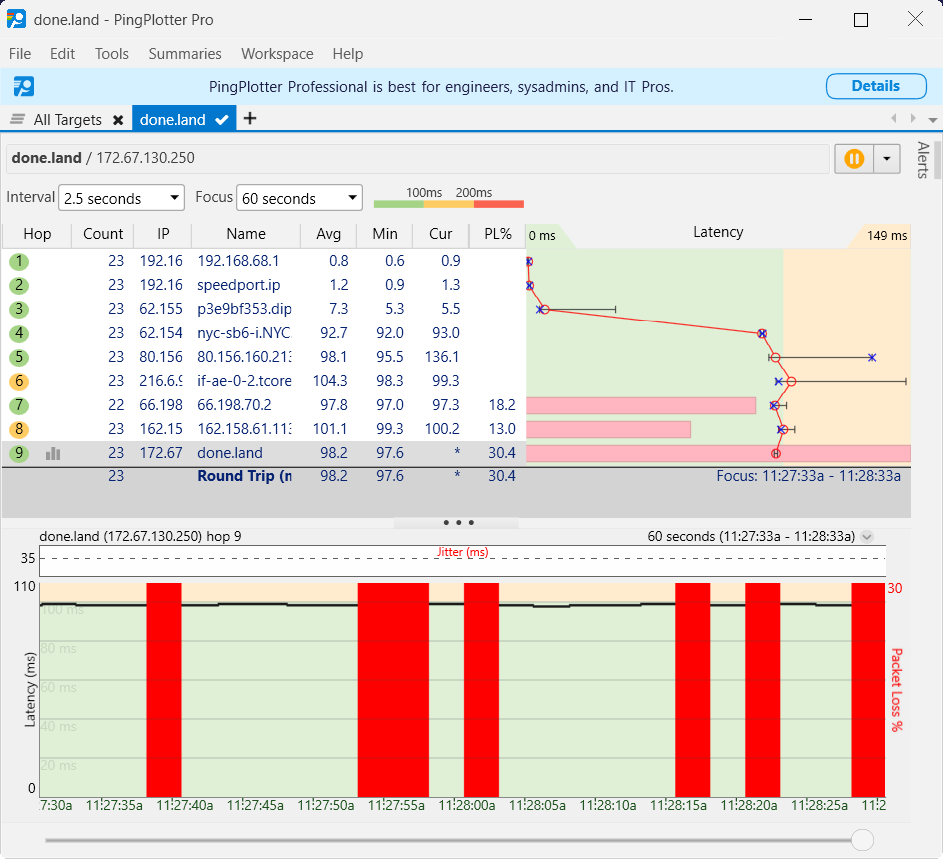 done.land - PingPlotter Pro
File Edit Tools Summaries Workspace Help
PingPlotter Professional is best for engineers, sysadmins, and IT Pros. Details
All Targets done.land +
done.land / 172.67.130.250
Alerts
Interval 2.5 seconds Focus 60 seconds 100ms 200ms
Hop Count IP Name Avg Min Cur PL% 0 ms Latency 149 ms
1 23 192.16 192.168.68.1 0.8 0.6 0.9
2 23 192.16 speedport.ip 1.2 0.9 1.3
3 23 62.155 p3e9bf353.dip 7.3 5.3 5.5
4 23 62.154 nyc-sb6-i.NYC 92.7 92.0 93.0
5 23 80.156 80.156.160.213 98.1 95.5 136.1
6 23 216.6.9 if-ae-0-2.tcore 104.3 98.3 99.3
7 22 66.198 66.198.70.2 97.8 97.0 97.3 18.2
8 23 162.15 162.158.61.113 101.1 99.3 100.2 13.0
9 23 172.67 done.land 98.2 97.6 * 30.4
23 Round Trip (n 98.2 97.6 * 30.4 Focus: 11:27:33a - 11:28:33a
done.land (172.67.130.250) hop 9 60 seconds (11:27:33a - 11:28:33a)
35 Jitter (ms)
110 30
100 ms
80 ms
60 ms
40 ms
20 ms
0
Latency (ms)
Packet Loss %
7:30a 11:27:35a 11:27:40a 11:27:45a 11:27:50a 11:27:55a 11:28:00a 11:28:05a 11:28:10a 11:28:15a 11:28:20a 11:28:25a 11:2